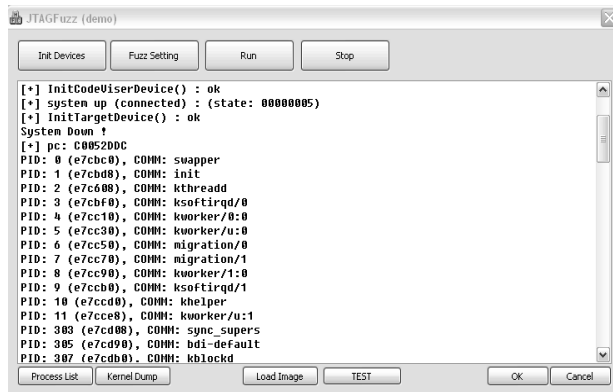 JTAGFuzz (demo)
Init Devices Fuzz Setting Run Stop
[+] InitCodeViserDevice() : ok
[+] system up (connected) : (state: 00000005)
[+] InitTargetDevice() : ok
System Down !
[+] pc: C0052DDC
PID: 0 (e7cbc0), COMM: swapper
PID: 1 (e7cbd8), COMM: init
PID: 2 (e7c608), COMM: kthreadd
PID: 3 (e7cbf0), COMM: ksoftirqd/0
PID: 4 (e7cc10), COMM: kworker/0:0
PID: 5 (e7cc30), COMM: kworker/u:0
PID: 6 (e7cc50), COMM: migration/0
PID: 7 (e7cc70), COMM: migration/1
PID: 8 (e7cc90), COMM: kworker/1:0
PID: 9 (e7ccb0), COMM: ksoftirqd/1
PID: 10 (e7ccd0), COMM: khelper
PID: 11 (e7cce8), COMM: kworker/u:1
PID: 303 (e7cd08), COMM: sync_supers
PID: 305 (e7cd90), COMM: bdi-default
PID: 307 (e7cdb0), COMM: kblockd
Process List Kernel Dump Load Image TEST OK Cancel